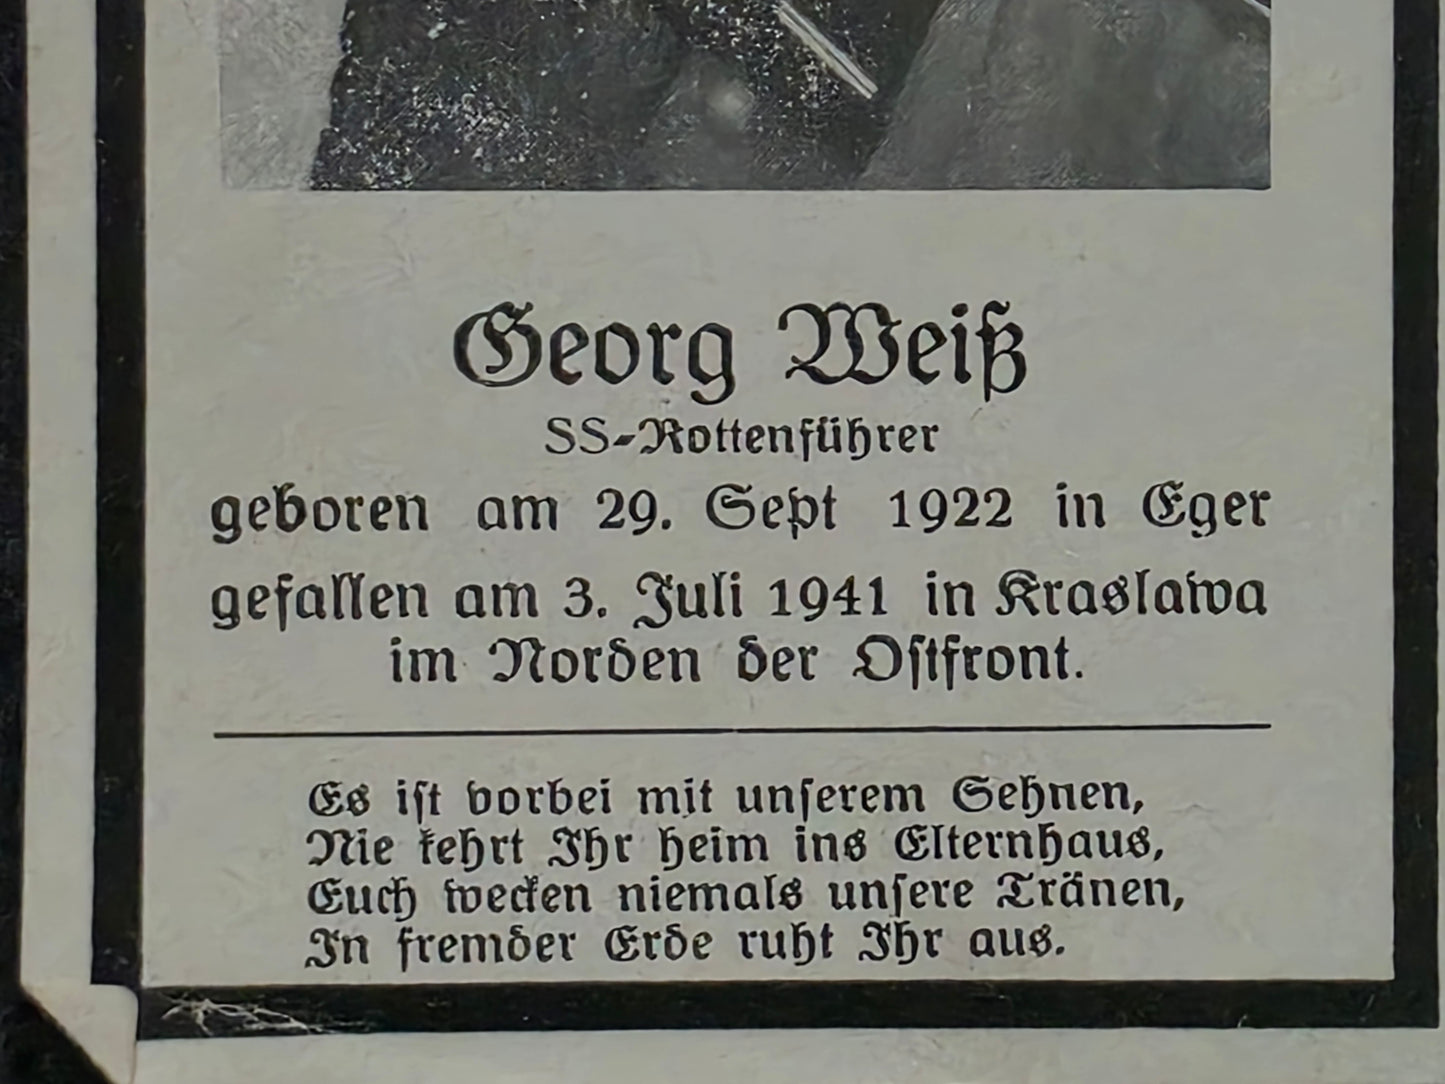 Georg Weiß
SS-Rottenführer
geboren am 29. Sept 1922 in Eger
gefallen am 3. Juli 1941 in Kraslawa
im Norden der Ostfront.
Es ist vorbei mit unserem Sehnen,
Nie kehrt Ihr heim ins Elternhaus,
Euch wecken niemals unsere Tränen,
In fremder Erde ruht Ihr aus.